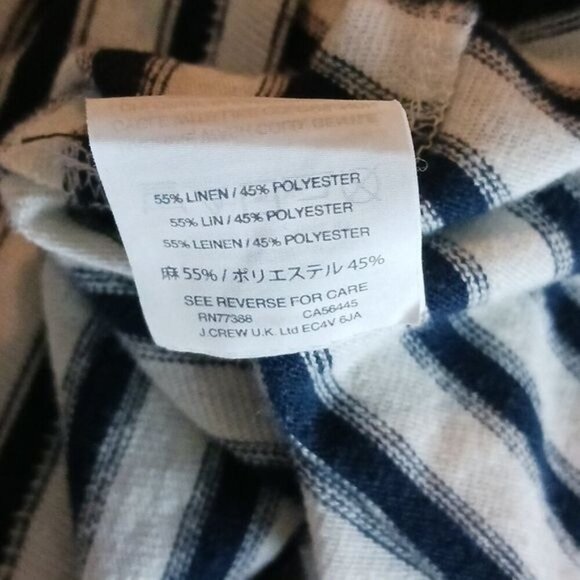 55% LINEN / 45% POLYESTER
55% LIN / 45% POLYESTER
55% LEINEN / 45% POLYESTER
麻 55% / ポリエステル 45%
SEE REVERSE FOR CARE
RN77388 CA56445
J.CREW U.K. Ltd EC4V 6JA